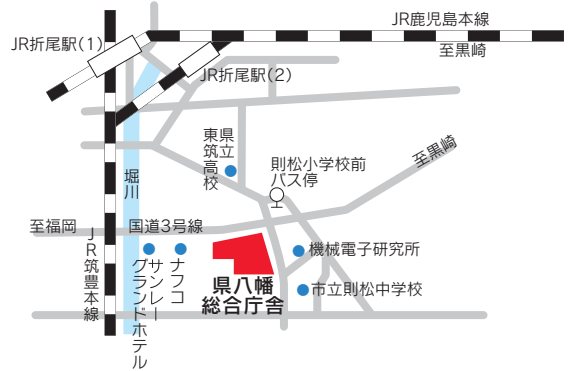 JR鹿児島本線
JR折尾駅(1)
至黒崎
JR折尾駅(2)
県立
東筑高校
則松小学校前
バス停
至黒崎
堀川
至福岡
国道3号線
JR筑豊本線
機械電子研究所
ナフコ
サンレー
グランドホテル
県八幡
総合庁舎
市立則松中学校